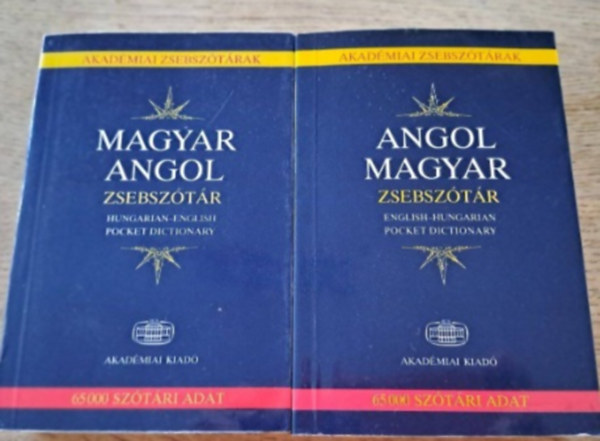 AKADÉMIAI ZSEBSZÓTÁRAK
MAGYAR
ANGOL
ZSEBSZÓTÁR
HUNGARIAN–ENGLISH
POCKET DICTIONARY
AKADÉMIAI KIADÓ
65000 SZÓTÁRI ADAT
AKADÉMIAI ZSEBSZÓTÁRAK
ANGOL
MAGYAR
ZSEBSZÓTÁR
ENGLISH–HUNGARIAN
POCKET DICTIONARY
AKADÉMIAI KIADÓ
65000 SZÓTÁRI ADAT